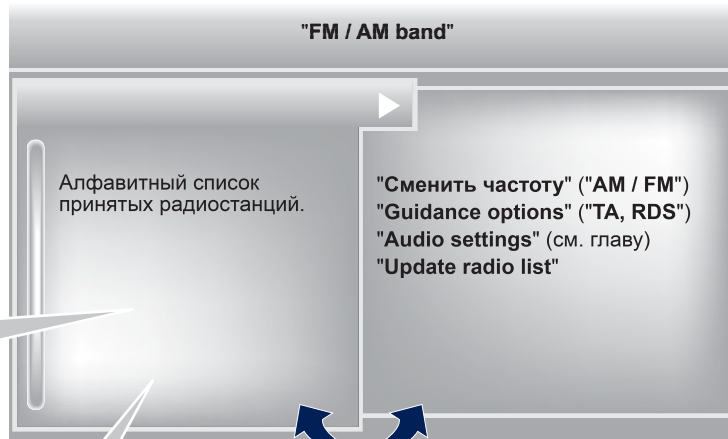 "FM / AM band"
Алфавитный список
принятых радиостанций.
"Сменить частоту" ("AM / FM")
"Guidance options" ("TA, RDS")
"Audio settings" (см. главу)
"Update radio list"